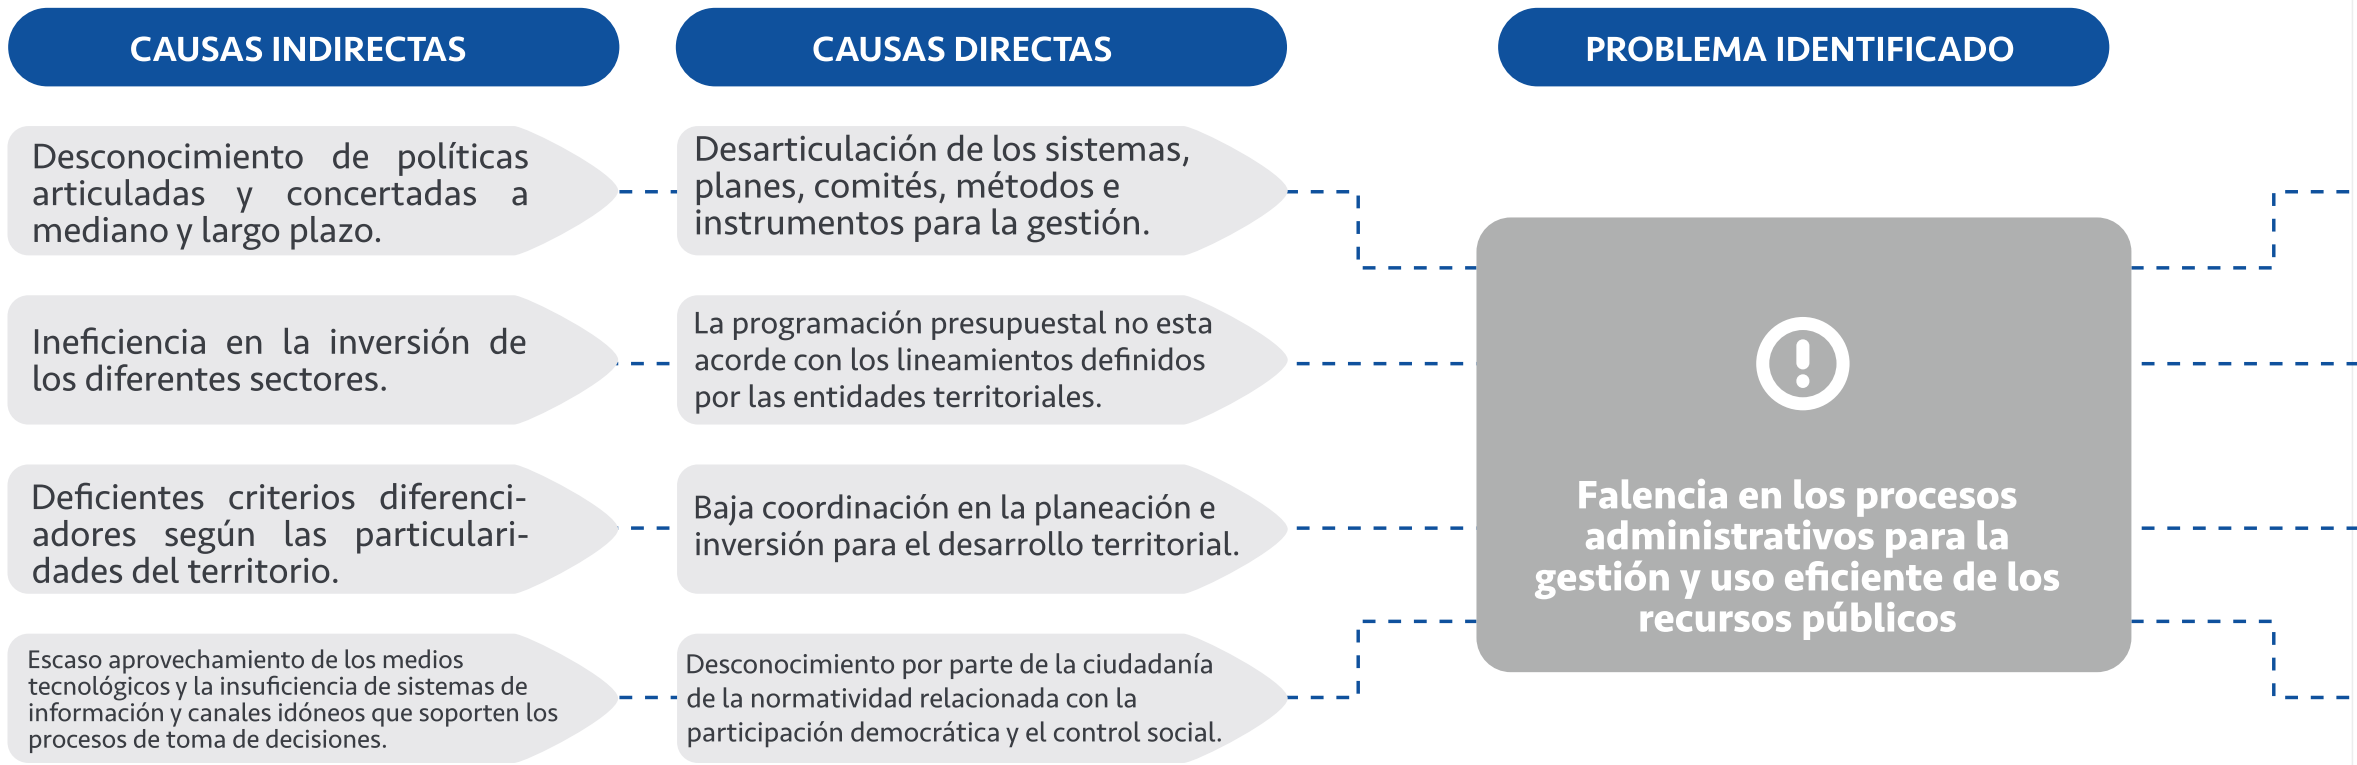 CAUSAS INDIRECTAS
CAUSAS DIRECTAS
PROBLEMA IDENTIFICADO
Desconocimiento de políticas
articuladas y concertadas a
mediano y largo plazo.
Desarticulación de los sistemas,
planes, comités, métodos e
instrumentos para la gestión.
Ineficiencia en la inversión de
los diferentes sectores.
La programación presupuestal no esta
acorde con los lineamientos definidos
por las entidades territoriales.
Deficientes criterios diferenci-
adores según las particulari-
dades del territorio.
Baja coordinación en la planeación e
inversión para el desarrollo territorial.
Escaso aprovechamiento de los medios
tecnológicos y la insuficiencia de sistemas de
información y canales idóneos que soporten los
procesos de toma de decisiones.
Desconocimiento por parte de la ciudadanía
de la normatividad relacionada con la
participación democrática y el control social.
Falencia en los procesos
administrativos para la
gestión y uso eficiente de los
recursos públicos